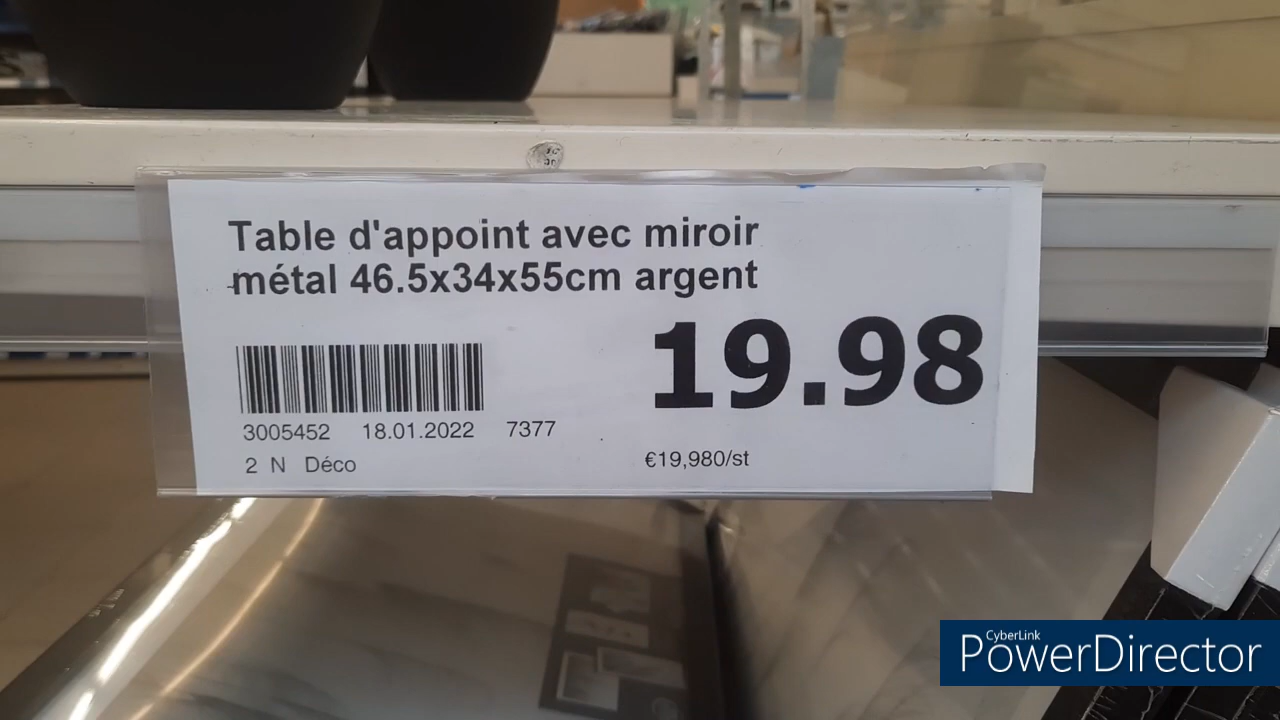 Table d'appoint avec miroir
métal 46.5x34x55cm argent
19.98
3005452 18.01.2022 7377
2 N Déco
€19,980/st
CyberLink
PowerDirector